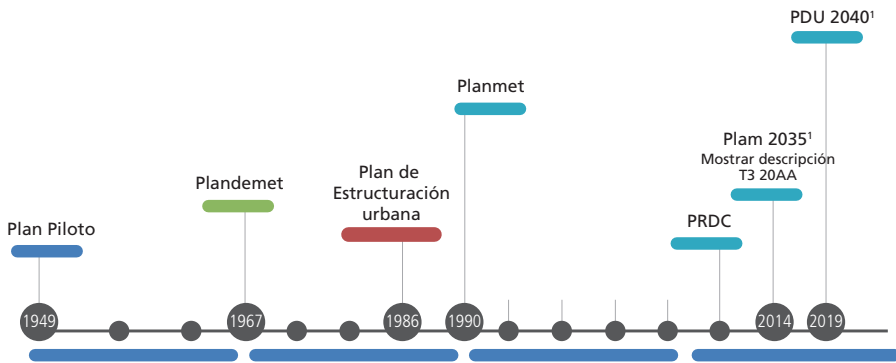 PDU 2040¹
Planmet
Plam 2035¹
Mostrar descripción
T3 20AA
Plan de
Estructuración
urbana
Plandemet
PRDC
Plan Piloto
1949
1967
1986
1990
2014
2019